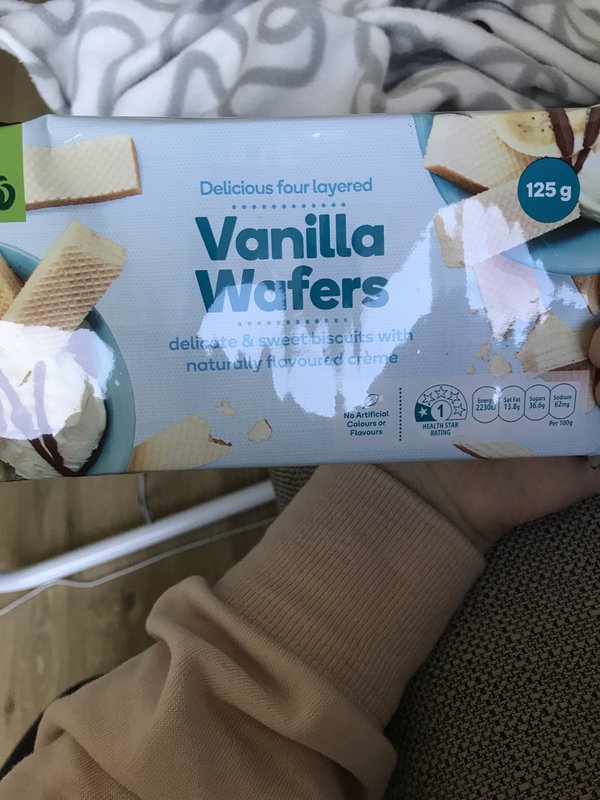 Delicious four layered
125 g
Vanilla
Wafers
delicate & sweet biscuits with
naturally flavoured crème
No Artificial
Colours or
Flavours
1
HEALTH STAR
RATING
Energy
2230kJ
Sat Fat
13.8g
Sugars
36.6g
Sodium
62mg
Per 100g